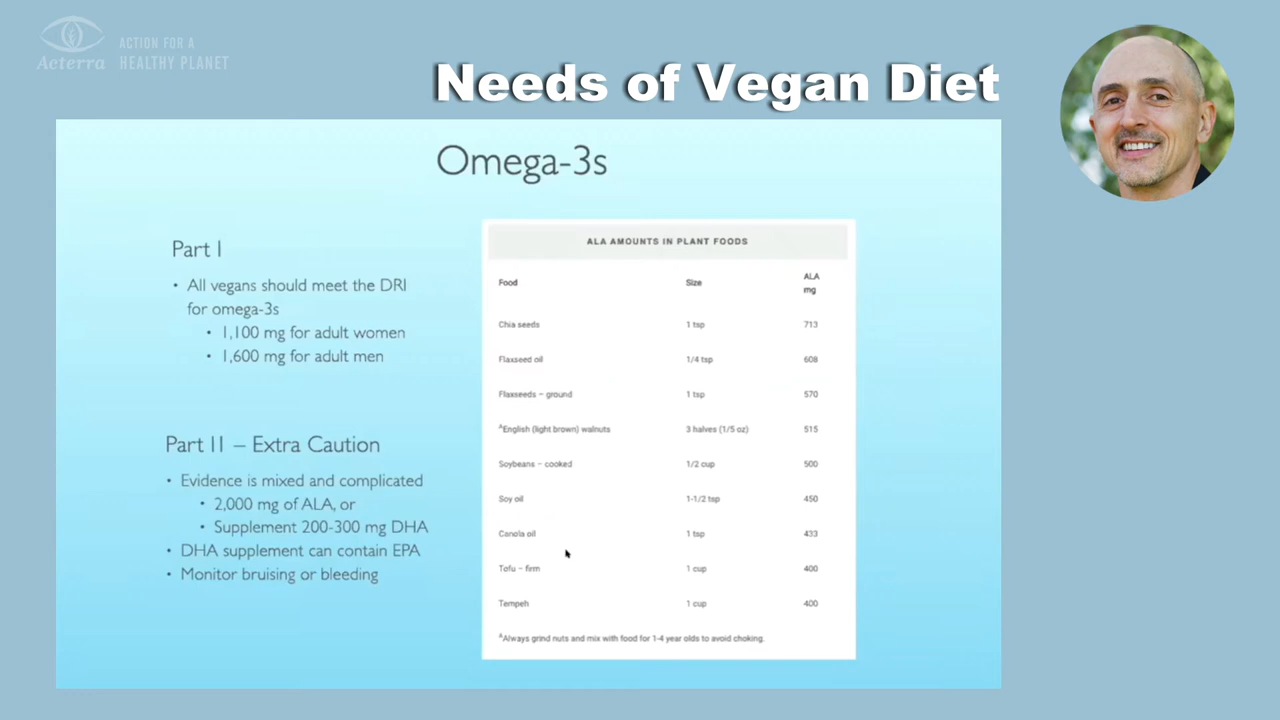 Acterra
ACTION FOR A
HEALTHY PLANET
Needs of Vegan Diet
Omega-3s
Part I
• All vegans should meet the DRI
for omega-3s
• 1,100 mg for adult women
• 1,600 mg for adult men
Part II – Extra Caution
• Evidence is mixed and complicated
• 2,000 mg of ALA, or
• Supplement 200-300 mg DHA
• DHA supplement can contain EPA
• Monitor bruising or bleeding
ALA AMOUNTS IN PLANT FOODS
Food Size ALA
mg
Chia seeds 1 tsp 713
Flaxseed oil 1/4 tsp 608
Flaxseeds – ground 1 tsp 570
AEnglish (light brown) walnuts 3 halves (1/5 oz) 515
Soybeans – cooked 1/2 cup 500
Soy oil 1-1/2 tsp 450
Canola oil 1 tsp 433
Tofu – firm 1 cup 400
Tempeh 1 cup 400
AAlways grind nuts and mix with food for 1-4 year olds to avoid choking.